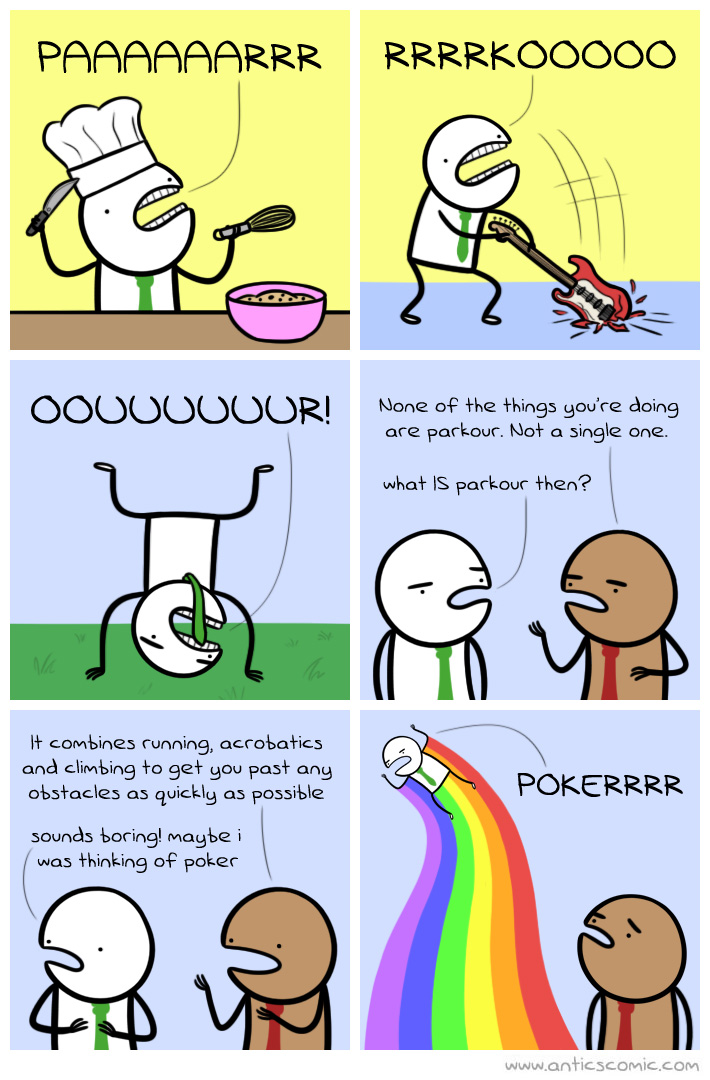 PAAAAAAARRR
RRRRKOOOOO
OOUUUUUUUR!
None of the things you're doing
are parkour. Not a single one.
what IS parkour then?
It combines running, acrobatics
and climbing to get you past any
obstacles as quickly as possible
sounds boring! maybe i
was thinking of poker
POKERRRR
www.anticscomic.com